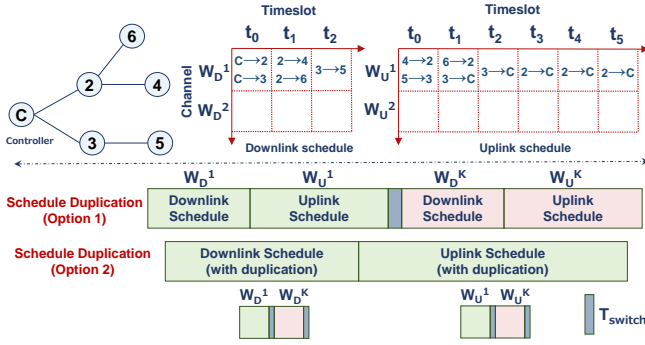 Timeslot
Timeslot
t0 t1 t2
t0 t1 t2 t3 t4 t5
6
2
4
C
Controller
3
5
Channel
WD1
C→2 2→4 3→5
C→3 2→6
WD2
Downlink schedule
WU1
4→2 6→2 3→C 2→C 2→C 2→C
5→3 3→C
WU2
Uplink schedule
WD1 WU1 WDK WUK
Schedule Duplication
(Option 1)
Downlink
Schedule
Uplink
Schedule
Downlink
Schedule
Uplink
Schedule
Schedule Duplication
(Option 2)
Downlink Schedule
(with duplication)
Uplink Schedule
(with duplication)
WD1 WDK
WU1 WUK
Tswitch